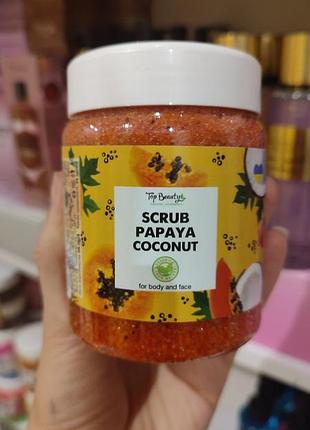 Top Beauty
SCRUB
PAPAYA
COCONUT
for body and face